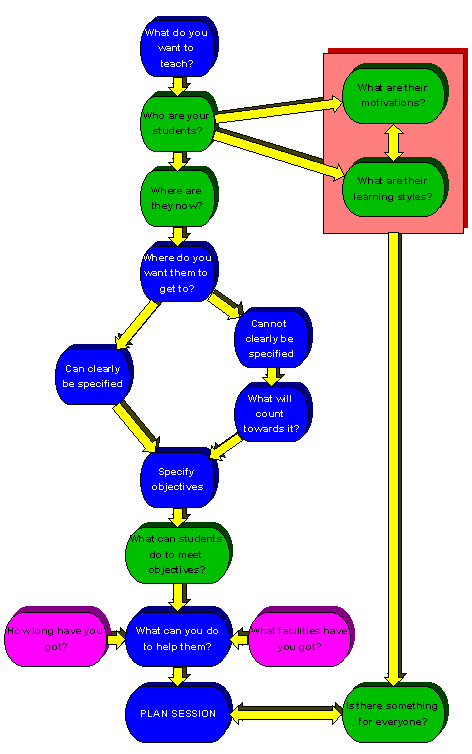 What do you
want to
teach?
Who are your
students?
What are their
motivations?
What are their
learning styles?
Where are
they now?
Where do you
want them to
get to?
Cannot
clearly be
specified
Can clearly
be specified
What will
count
towards it?
Specify
objectives
What can students
do to meet
objectives?
How long have you
got?
What can you do
to help them?
What facilities have
you got?
PLAN SESSION
Is there something
for everyone?